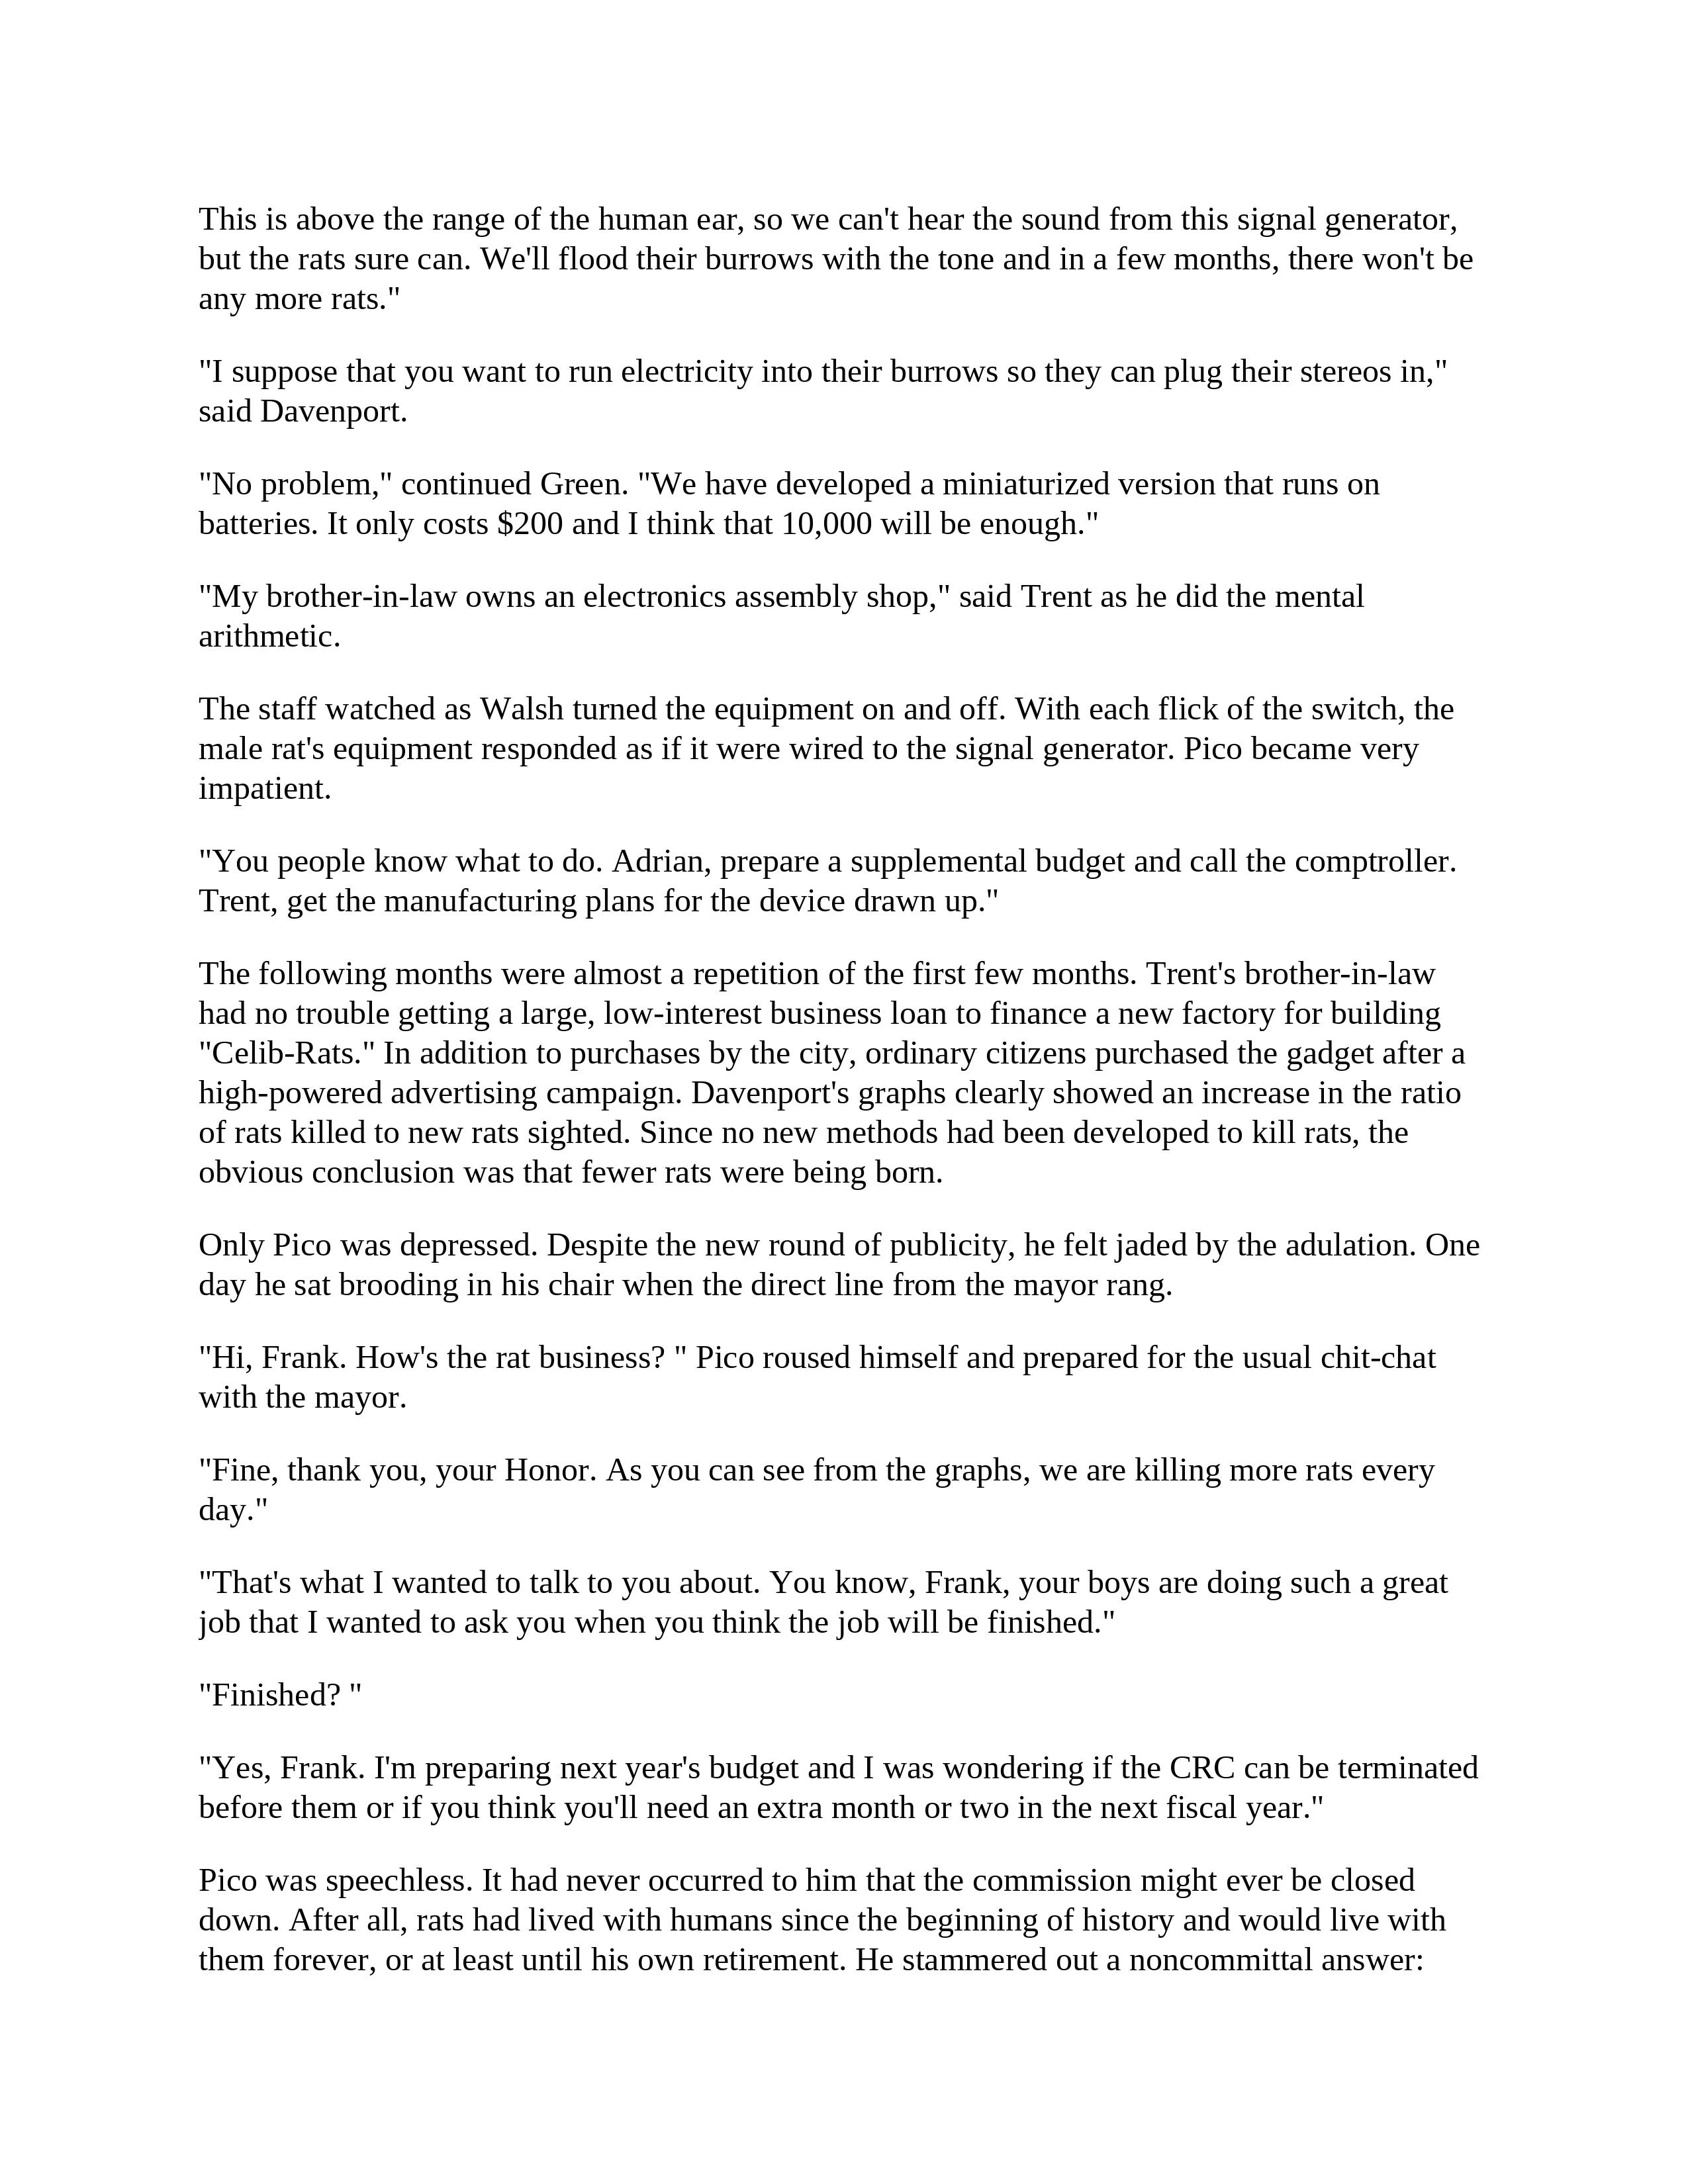 This is above the range of the human ear, so we can't hear the sound from this signal generator,
but the rats sure can. We'll flood their burrows with the tone and in a few months, there won't be
any more rats."
"I suppose that you want to run electricity into their burrows so they can plug their stereos in,"
said Davenport.
"No problem," continued Green. "We have developed a miniaturized version that runs on
batteries. It only costs $200 and I think that 10,000 will be enough."
"My brother-in-law owns an electronics assembly shop," said Trent as he did the mental
arithmetic.
The staff watched as Walsh turned the equipment on and off. With each flick of the switch, the
male rat's equipment responded as if it were wired to the signal generator. Pico became very
impatient.
"You people know what to do. Adrian, prepare a supplemental budget and call the comptroller.
Trent, get the manufacturing plans for the device drawn up."
The following months were almost a repetition of the first few months. Trent's brother-in-law
had no trouble getting a large, low-interest business loan to finance a new factory for building
"Celib-Rats." In addition to purchases by the city, ordinary citizens purchased the gadget after a
high-powered advertising campaign. Davenport's graphs clearly showed an increase in the ratio
of rats killed to new rats sighted. Since no new methods had been developed to kill rats, the
obvious conclusion was that fewer rats were being born.
Only Pico was depressed. Despite the new round of publicity, he felt jaded by the adulation. One
day he sat brooding in his chair when the direct line from the mayor rang.
"Hi, Frank. How's the rat business? " Pico roused himself and prepared for the usual chit-chat
with the mayor.
"Fine, thank you, your Honor. As you can see from the graphs, we are killing more rats every
day."
"That's what I wanted to talk to you about. You know, Frank, your boys are doing such a great
job that I wanted to ask you when you think the job will be finished."
"Finished? "
"Yes, Frank. I'm preparing next year's budget and I was wondering if the CRC can be terminated
before them or if you think you'll need an extra month or two in the next fiscal year."
Pico was speechless. It had never occurred to him that the commission might ever be closed
down. After all, rats had lived with humans since the beginning of history and would live with
them forever, or at least until his own retirement. He stammered out a noncommittal answer: